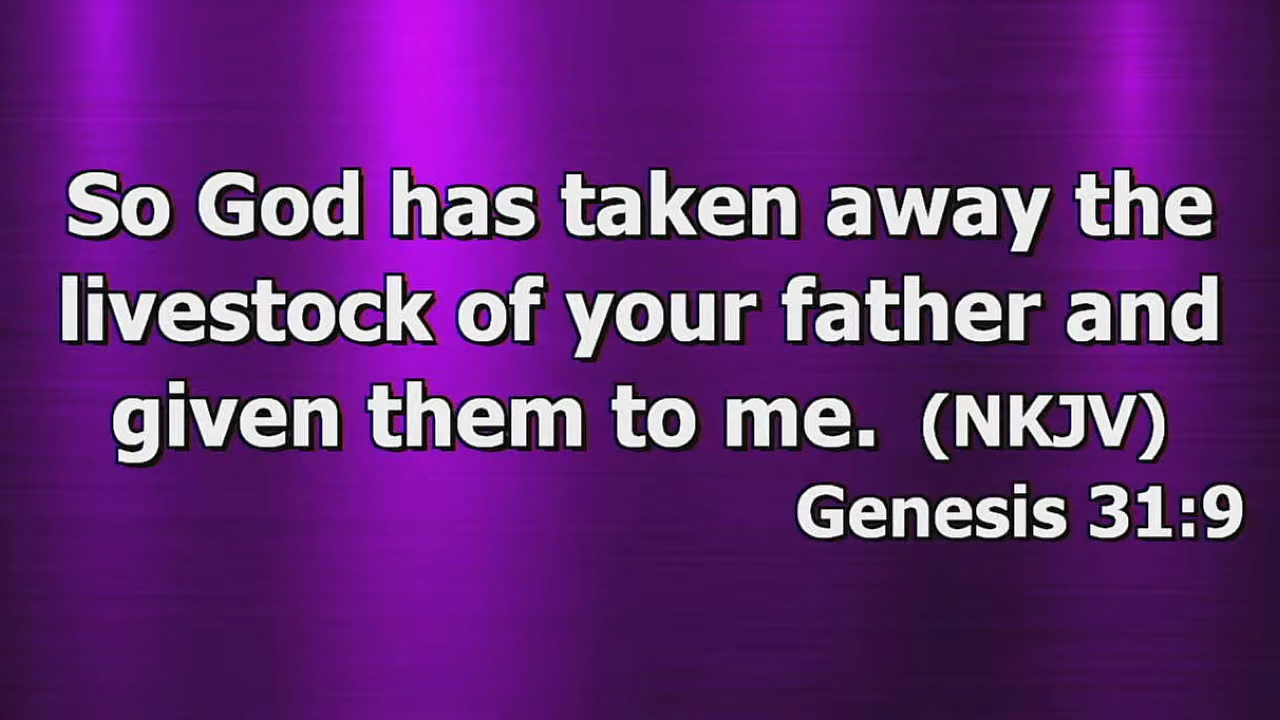 So God has taken away the
livestock of your father and
given them to me. (NKJV)
Genesis 31:9